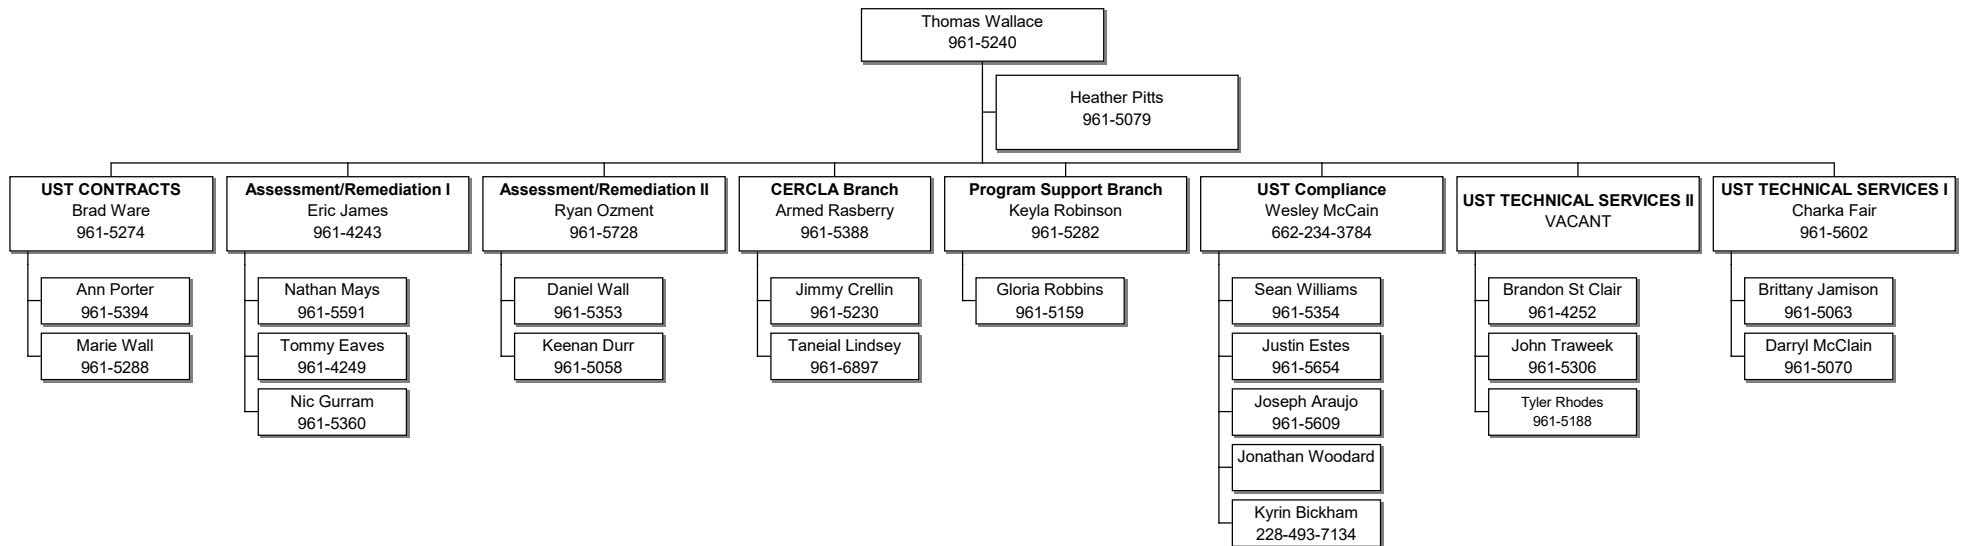 Thomas Wallace
961-5240
Heather Pitts
961-5079
UST CONTRACTS
Brad Ware
961-5274
Ann Porter
961-5394
Marie Wall
961-5288
Assessment/Remediation I
Eric James
961-4243
Nathan Mays
961-5591
Tommy Eaves
961-4249
Nic Gurram
961-5360
Assessment/Remediation II
Ryan Ozment
961-5728
Daniel Wall
961-5353
Keenan Durr
961-5058
CERCLA Branch
Armed Rasberry
961-5388
Jimmy Crellin
961-5230
Taneial Lindsey
961-6897
Program Support Branch
Keyla Robinson
961-5282
Gloria Robbins
961-5159
UST Compliance
Wesley McCain
662-234-3784
Sean Williams
961-5354
Justin Estes
961-5654
Joseph Araujo
961-5609
Jonathan Woodard
Kyrin Bickham
228-493-7134
UST TECHNICAL SERVICES II
VACANT
Brandon St Clair
961-4252
John Traweek
961-5306
Tyler Rhodes
961-5188
UST TECHNICAL SERVICES I
Charka Fair
961-5602
Brittany Jamison
961-5063
Darryl McClain
961-5070